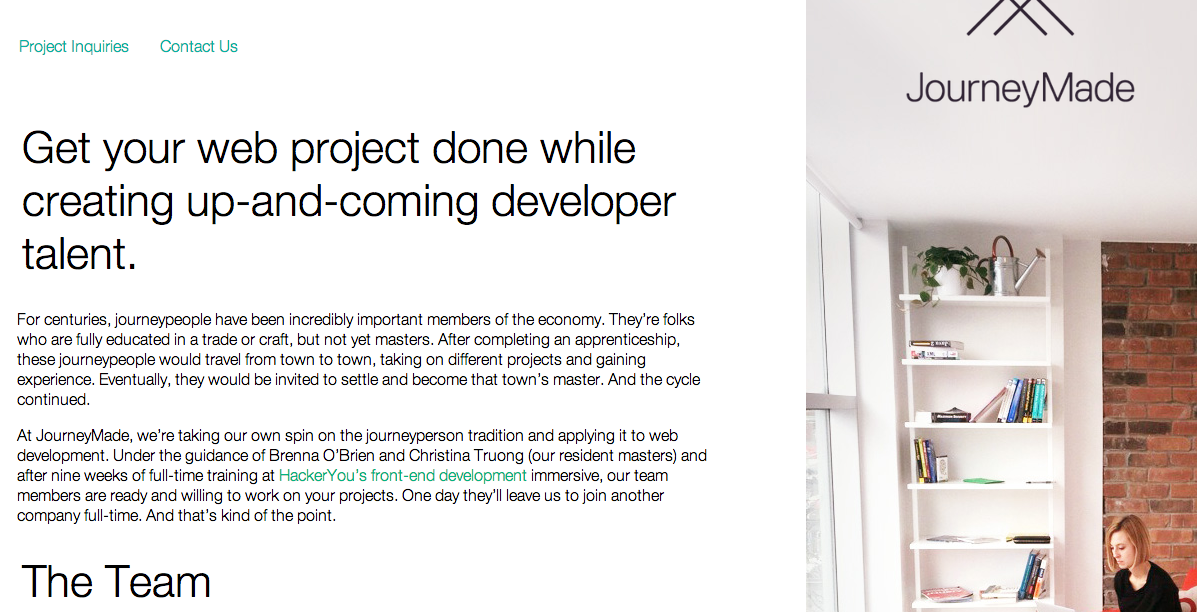 Project Inquiries Contact Us
JourneyMade
Get your web project done while
creating up-and-coming developer
talent.
For centuries, journeypeople have been incredibly important members of the economy. They're folks
who are fully educated in a trade or craft, but not yet masters. After completing an apprenticeship,
these journeypeople would travel from town to town, taking on different projects and gaining
experience. Eventually, they would be invited to settle and become that town's master. And the cycle
continued.
At JourneyMade, we're taking our own spin on the journeyperson tradition and applying it to web
development. Under the guidance of Brenna O'Brien and Christina Truong (our resident masters) and
after nine weeks of full-time training at HackerYou's front-end development immersive, our team
members are ready and willing to work on your projects. One day they'll leave us to join another
company full-time. And that's kind of the point.
The Team